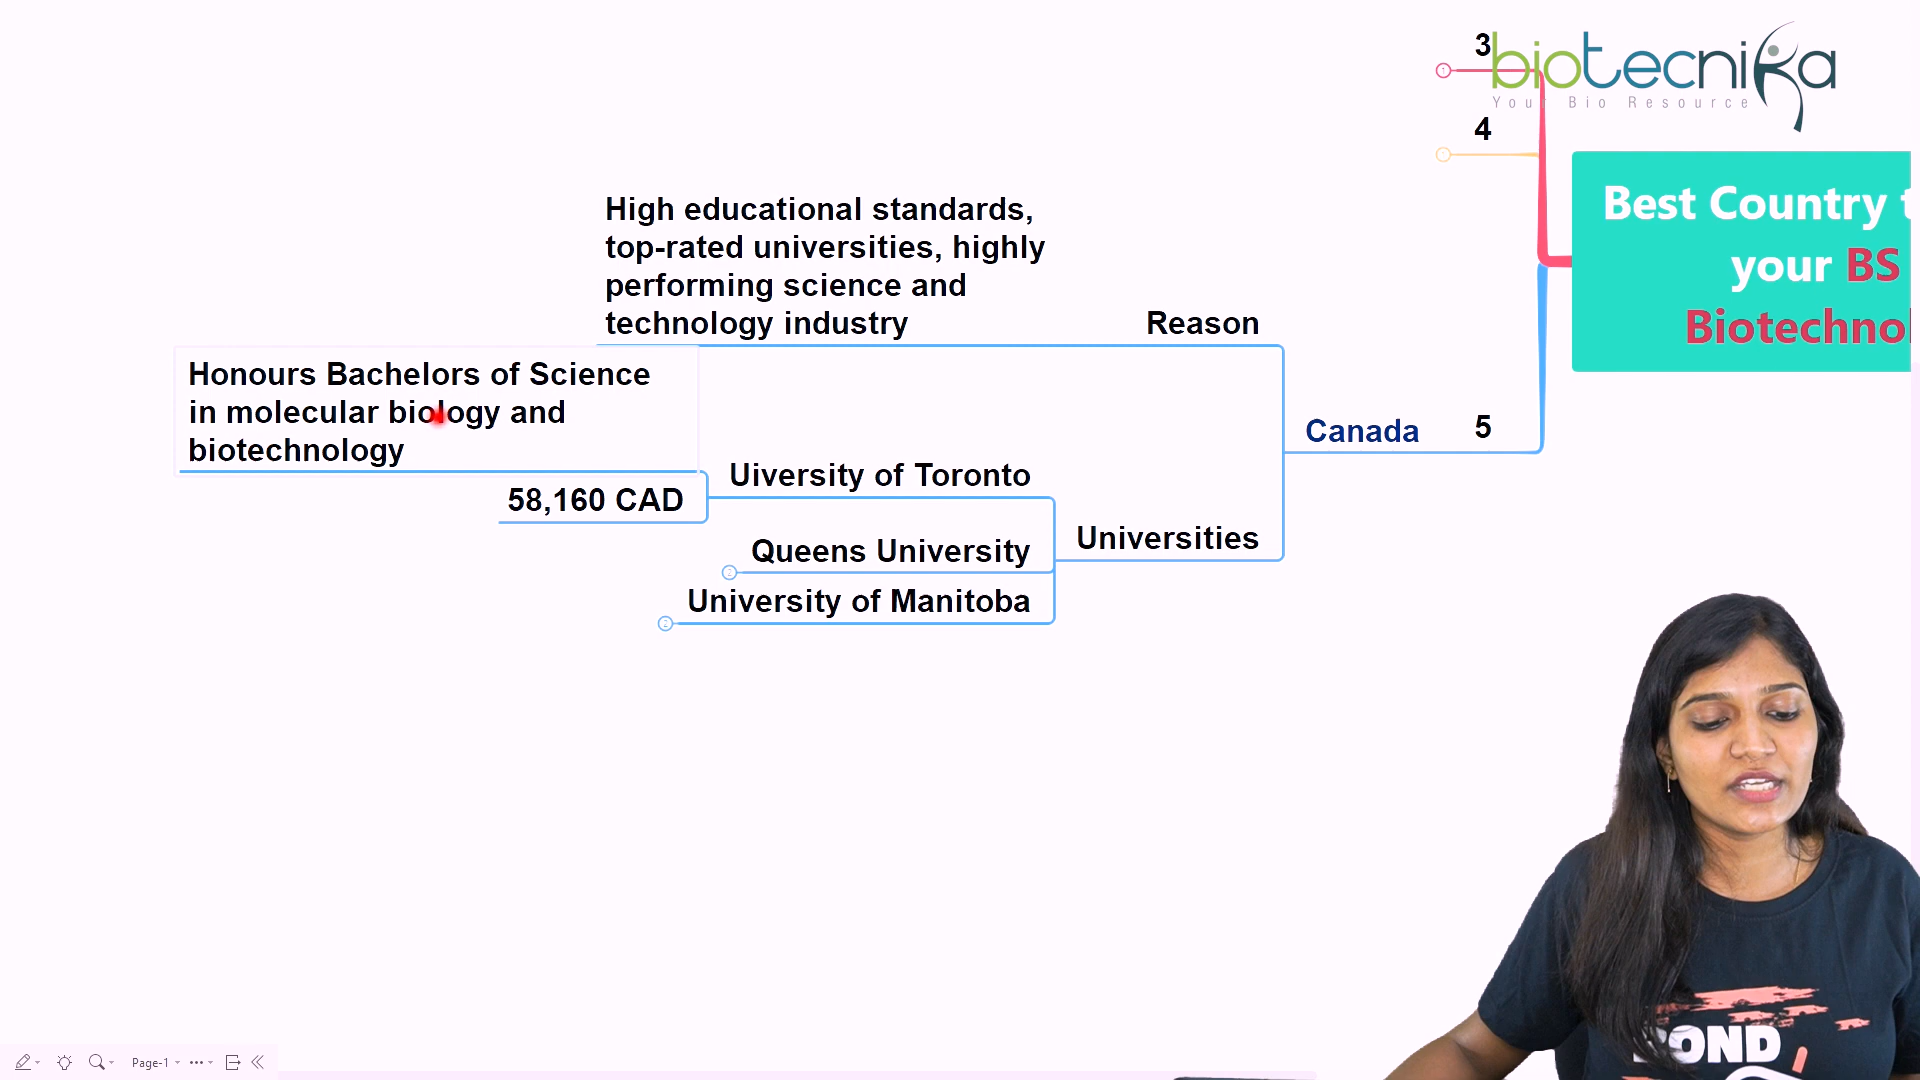 3
biotecnika
Your Bio Resource
4
Best Country t
your BS
Biotechnol
High educational standards,
top-rated universities, highly
performing science and
technology industry
Reason
Honours Bachelors of Science
in molecular biology and
biotechnology
Canada
5
Uiversity of Toronto
58,160 CAD
Universities
Queens University
University of Manitoba
Page-1